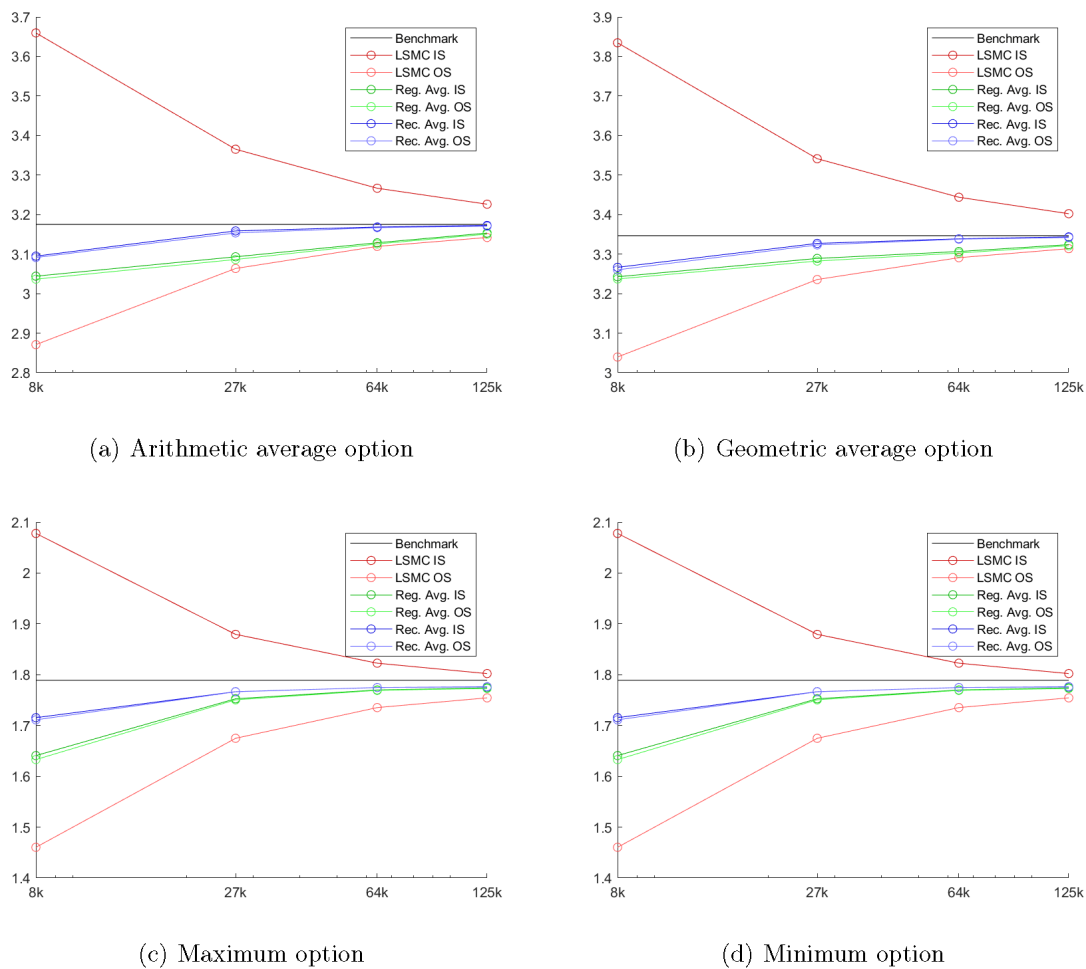 3.7
3.6
3.5
3.4
3.3
3.2
3.1
3
2.9
2.8
8k 27k 64k 125k
Benchmark
LSMC IS
LSMC OS
Reg. Avg. IS
Reg. Avg. OS
Rec. Avg. IS
Rec. Avg. OS
(a) Arithmetic average option
3.9
3.8
3.7
3.6
3.5
3.4
3.3
3.2
3.1
3
8k 27k 64k 125k
Benchmark
LSMC IS
LSMC OS
Reg. Avg. IS
Reg. Avg. OS
Rec. Avg. IS
Rec. Avg. OS
(b) Geometric average option
2.1
2
1.9
1.8
1.7
1.6
1.5
1.4
8k 27k 64k 125k
Benchmark
LSMC IS
LSMC OS
Reg. Avg. IS
Reg. Avg. OS
Rec. Avg. IS
Rec. Avg. OS
(c) Maximum option
2.1
2
1.9
1.8
1.7
1.6
1.5
1.4
8k 27k 64k 125k
Benchmark
LSMC IS
LSMC OS
Reg. Avg. IS
Reg. Avg. OS
Rec. Avg. IS
Rec. Avg. OS
(d) Minimum option